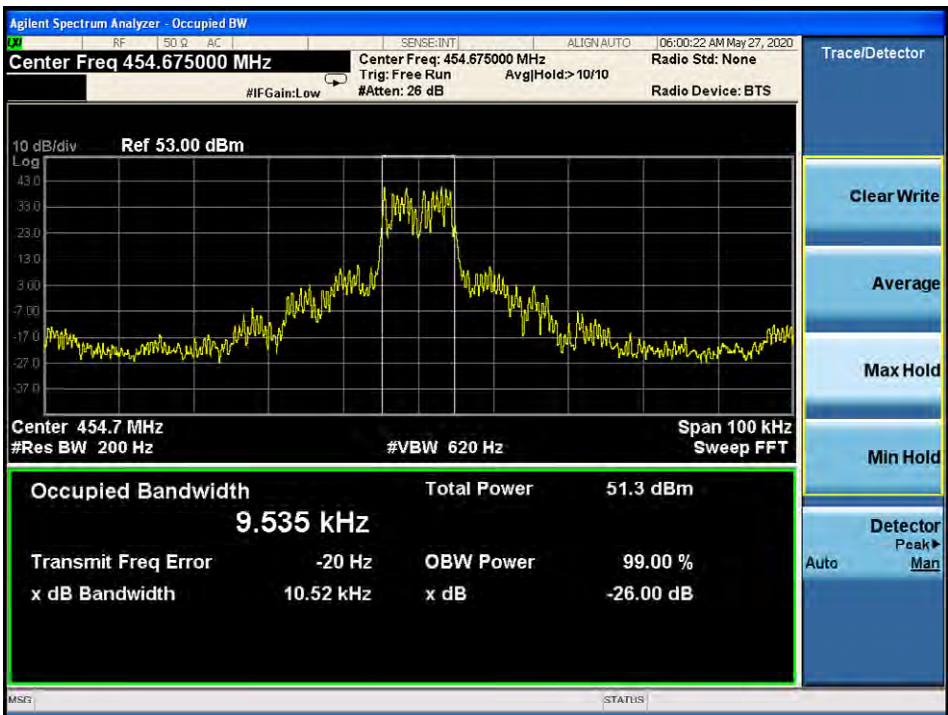 Agilent Spectrum Analyzer - Occupied BW
LXI RF 50 Ω AC SENSE:INT ALIGN AUTO 06:00:22 AM May 27, 2020
Center Freq 454.675000 MHz
Center Freq: 454.675000 MHz
Radio Std: None
Trig: Free Run Avg|Hold:>10/10
#IFGain:Low #Atten: 26 dB Radio Device: BTS
Trace/Detector
10 dB/div Ref 53.00 dBm
Log
43.0
33.0
23.0
13.0
3.00
-7.00
-17.0
-27.0
-37.0
Center 454.7 MHz Span 100 kHz
#Res BW 200 Hz #VBW 620 Hz Sweep FFT
Occupied Bandwidth Total Power 51.3 dBm
9.535 kHz
Transmit Freq Error -20 Hz OBW Power 99.00 %
x dB Bandwidth 10.52 kHz x dB -26.00 dB
Clear Write
Average
Max Hold
Min Hold
Detector
Peak▶
Auto Man
MSG STATUS